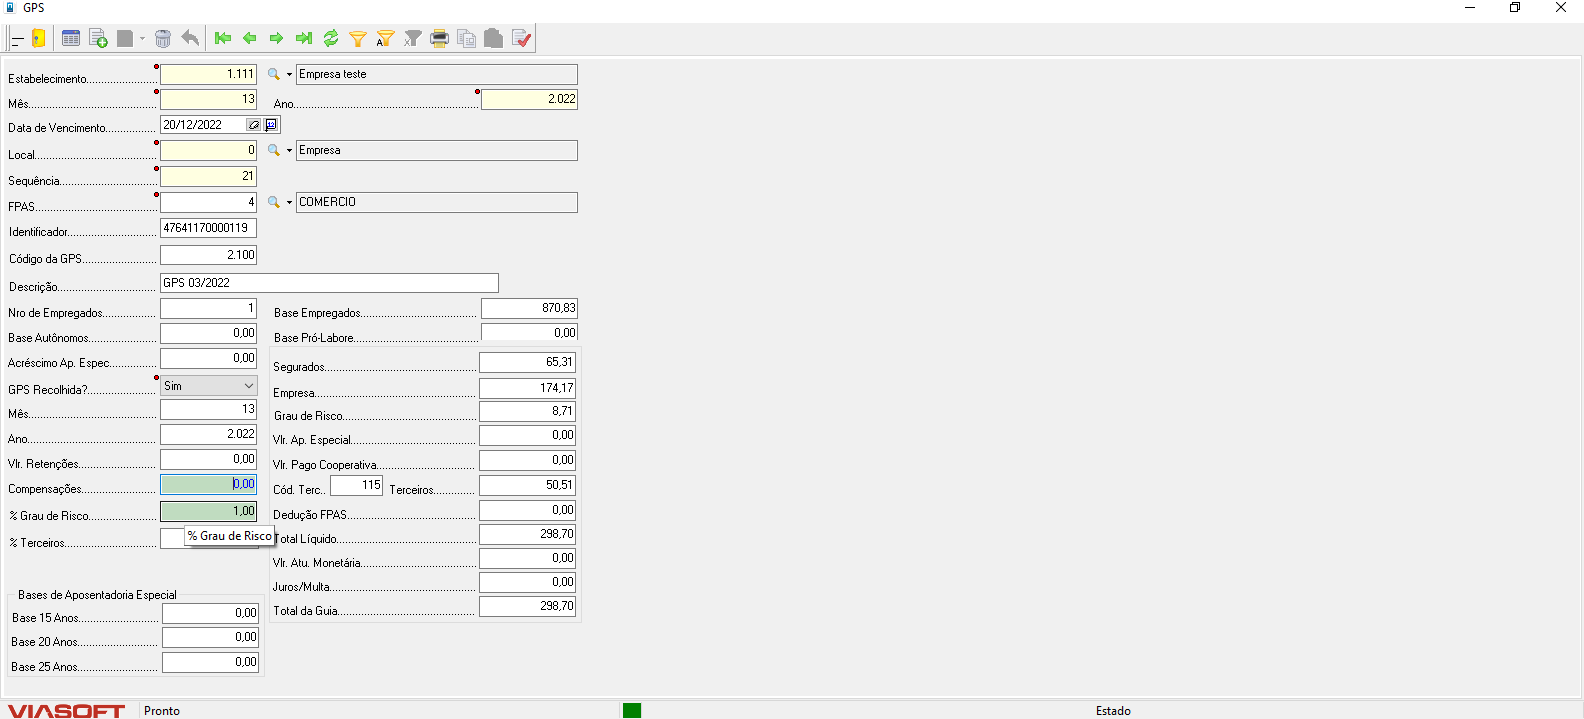 GPS
Estabelecimento 1.111 Empresa teste
Mês 13 Ano 2.022
Data de Vencimento 20/12/2022
Local 0 Empresa
Sequência 21
FPAS 4 COMERCIO
Identificador 47641170000119
Código da GPS 2.100
Descrição GPS 03/2022
Nro de Empregados 1 Base Empregados 870,83
Base Autônomos 0,00 Base Pró-Labore 0,00
Acréscimo Ap. Espec 0,00 Segurados 65,31
GPS Recolhida? Sim Empresa 174,17
Mês 13 Grau de Risco 8,71
Ano 2.022 Vlr. Ap. Especial 0,00
Vlr. Retenções 0,00 Vlr. Pago Cooperativa 0,00
Compensações 0,00 Cód. Terc.. 115 Terceiros 50,51
% Grau de Risco 1,00 Dedução FPAS 0,00
% Grau de Risco
% Terceiros Total Líquido 298,70
Vlr. Atu. Monetária 0,00
Juros/Multa 0,00
Total da Guia 298,70
Bases de Aposentadoria Especial
Base 15 Anos 0,00
Base 20 Anos 0,00
Base 25 Anos 0,00
VIASOFT Pronto Estado